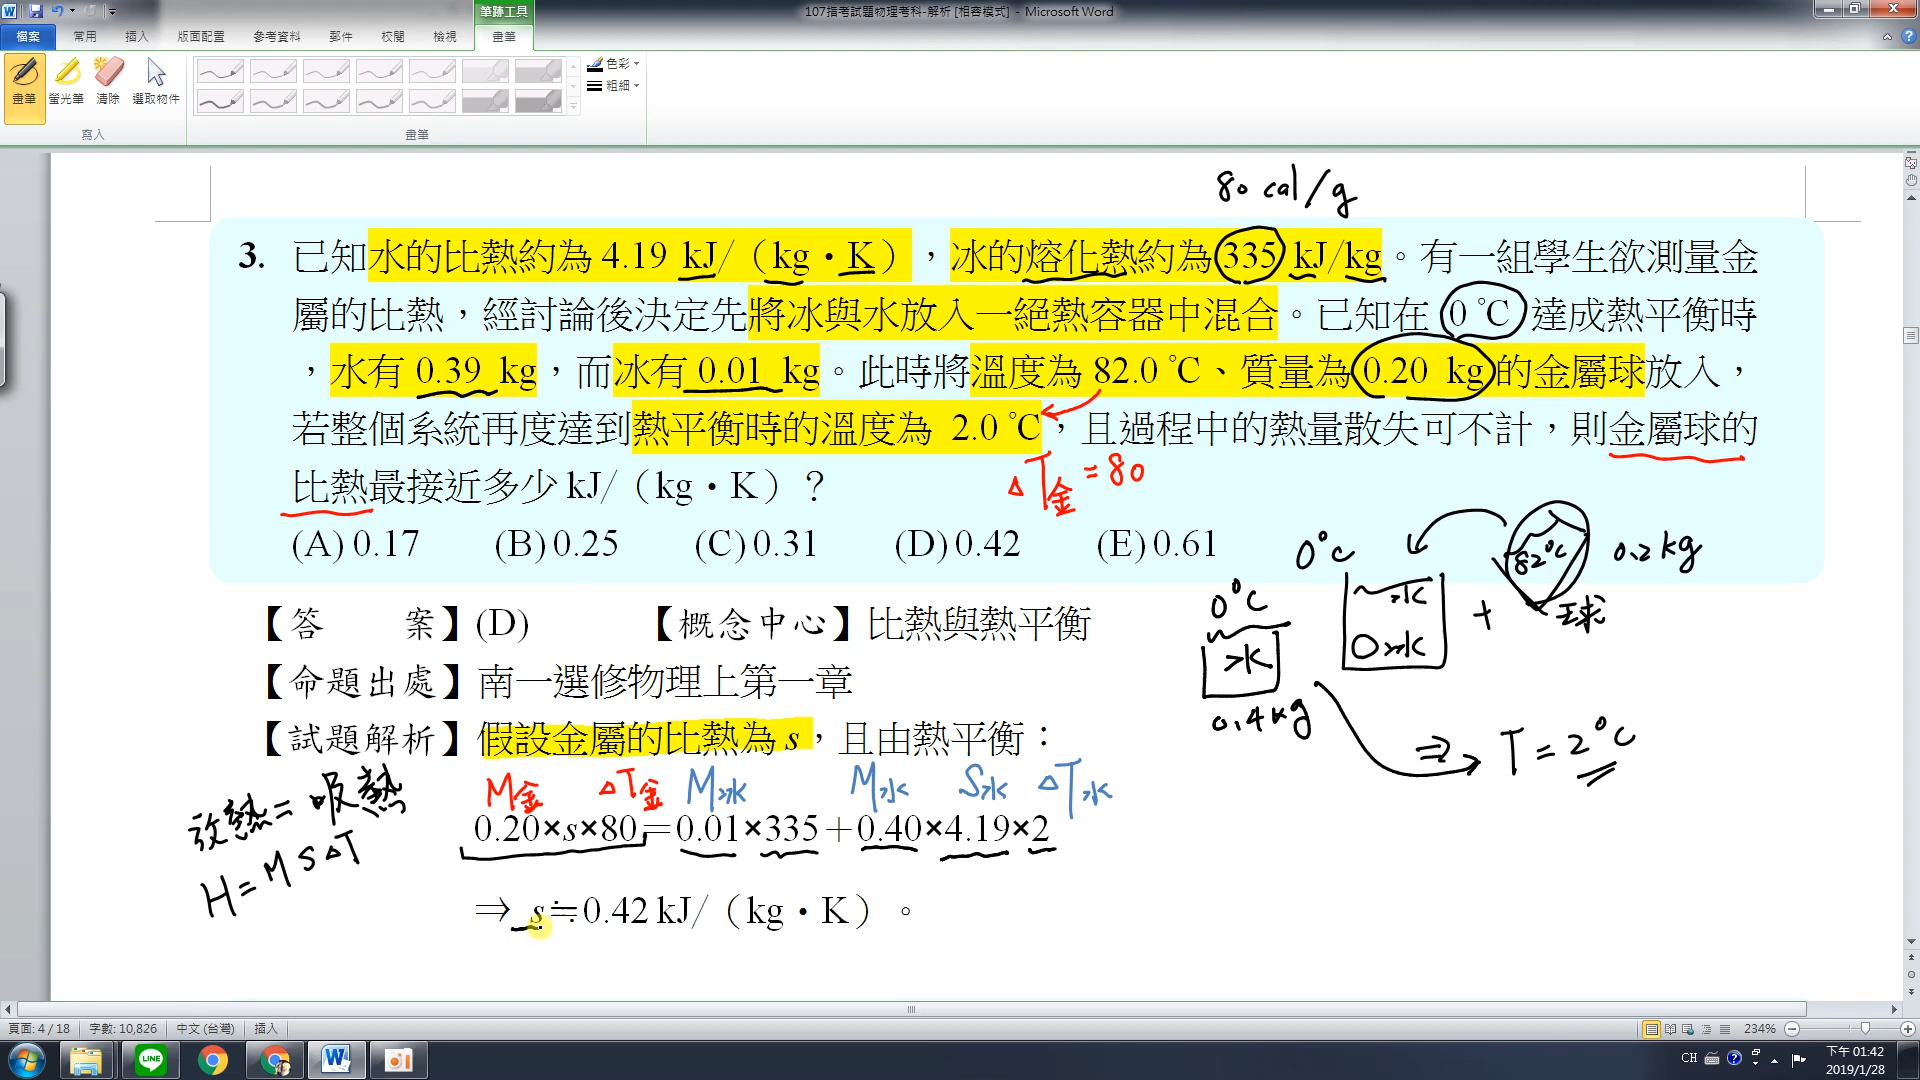 107指考試題物理考科-解析 [相容模式] - Microsoft Word
筆跡工具
檔案 常用 插入 版面配置 參考資料 郵件 校閱 檢視 畫筆
畫筆 螢光筆 清除 選取物件
色彩
粗細
寫入 畫筆
80 cal/g
3. 已知水的比熱約為 4.19 kJ/（kg・K），冰的熔化熱約為 335 kJ/kg。有一組學生欲測量金
屬的比熱，經討論後決定先將冰與水放入一絕熱容器中混合。已知在 0 ℃ 達成熱平衡時
，水有 0.39 kg，而冰有 0.01 kg。此時將溫度為 82.0 ℃、質量為 0.20 kg 的金屬球放入，
若整個系統再度達到熱平衡時的溫度為 2.0 ℃，且過程中的熱量散失可不計，則金屬球的
比熱最接近多少 kJ/（kg・K）？
ΔT金 = 80
(A) 0.17 (B) 0.25 (C) 0.31 (D) 0.42 (E) 0.61
0°C 82°C 0.2kg
0°C 水 + 球
水 冰
0.4kg
⇒ T = 2°C
【答 案】(D) 【概念中心】比熱與熱平衡
【命題出處】南一選修物理上第一章
【試題解析】假設金屬的比熱為 s，且由熱平衡：
放熱=吸熱
H = M S ΔT
M金 ΔT金 M冰 M水 S水 ΔT水
0.20×s×80＝0.01×335＋0.40×4.19×2
⇒ s≒0.42 kJ/（kg・K）。
頁面: 4 / 18 字數: 10,826 中文 (台灣) 插入 234%
LINE
CH
下午 01:42
2019/1/28